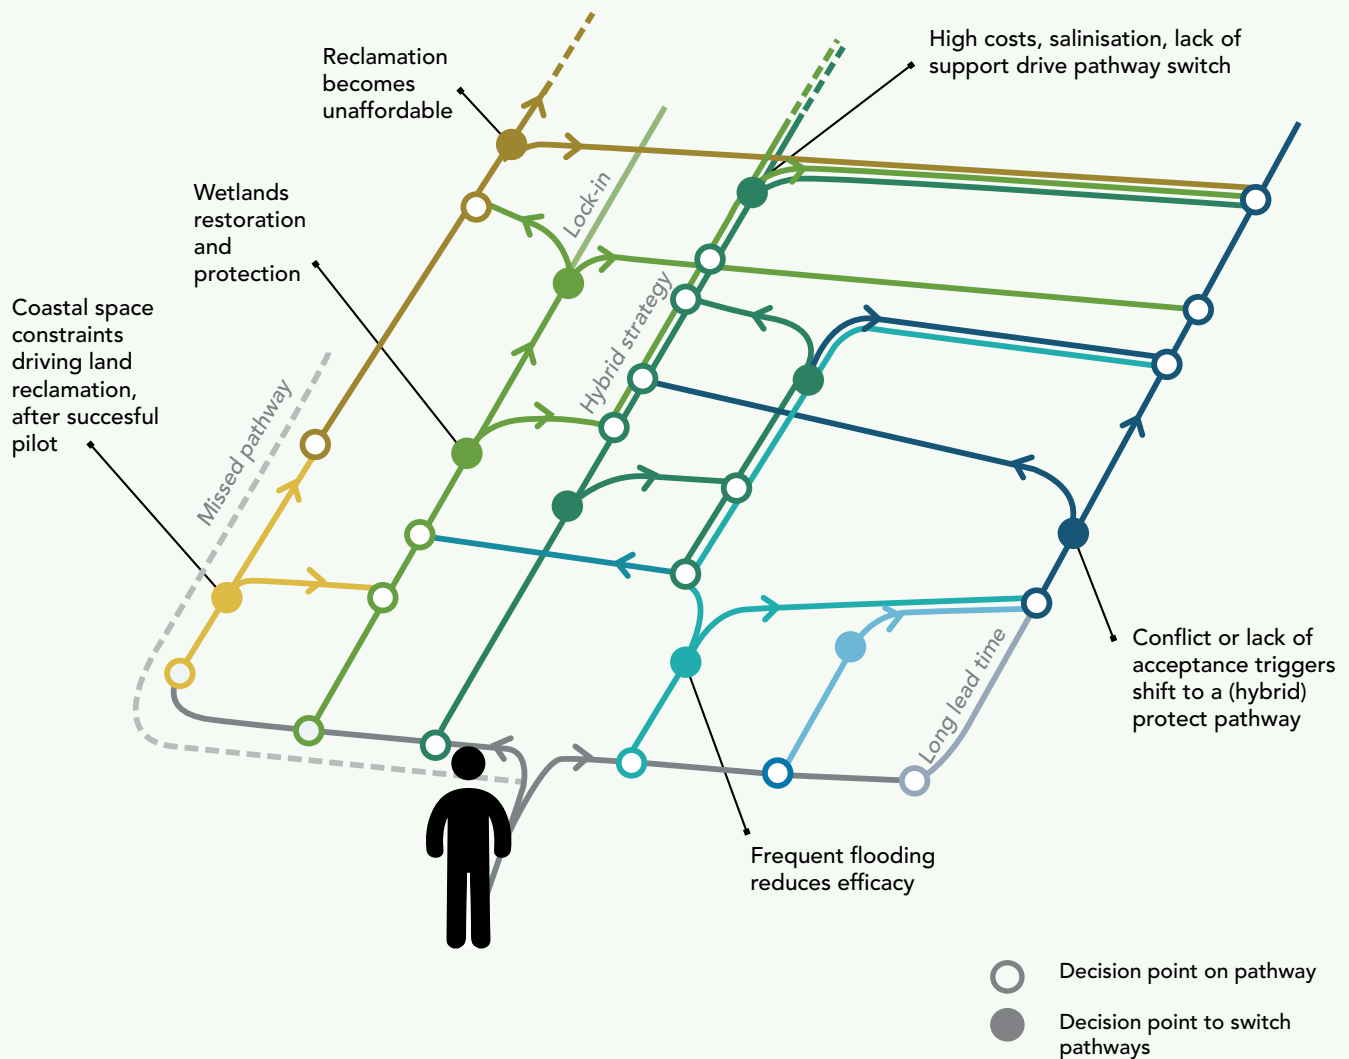 High costs, salinisation, lack of
support drive pathway switch
Reclamation
becomes
unaffordable
Wetlands
restoration
and
protection
Lock-in
Coastal space
constraints
driving land
reclamation,
after succesful
pilot
Hybrid strategy
Missed pathway
Long lead time
Conflict or lack of
acceptance triggers
shift to a (hybrid)
protect pathway
Frequent flooding
reduces efficacy
Decision point on pathway
Decision point to switch
pathways